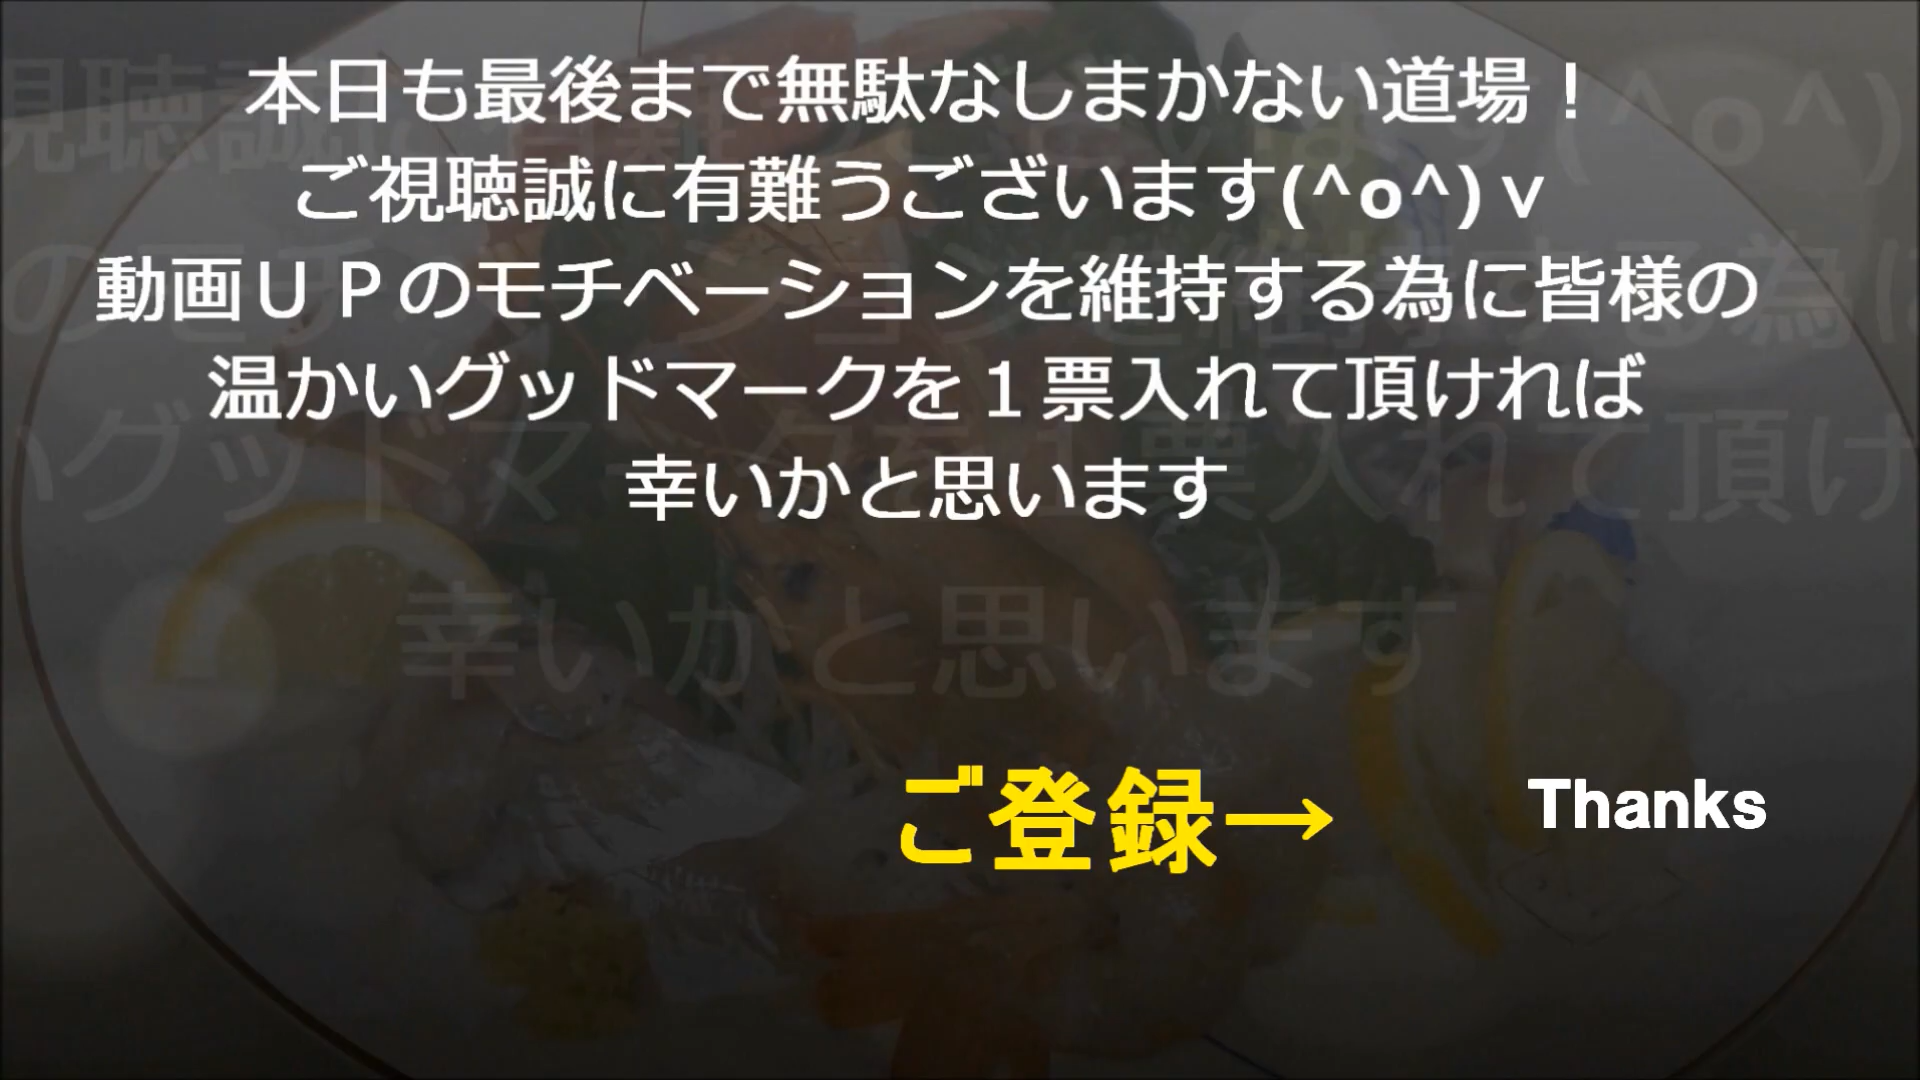 本日も最後まで無駄なしまかない道場！
ご視聴誠に有難うございます(^o^)ｖ
動画ＵＰのモチベーションを維持する為に皆様の
温かいグッドマークを１票入れて頂ければ
幸いかと思います
ご登録→
Thanks